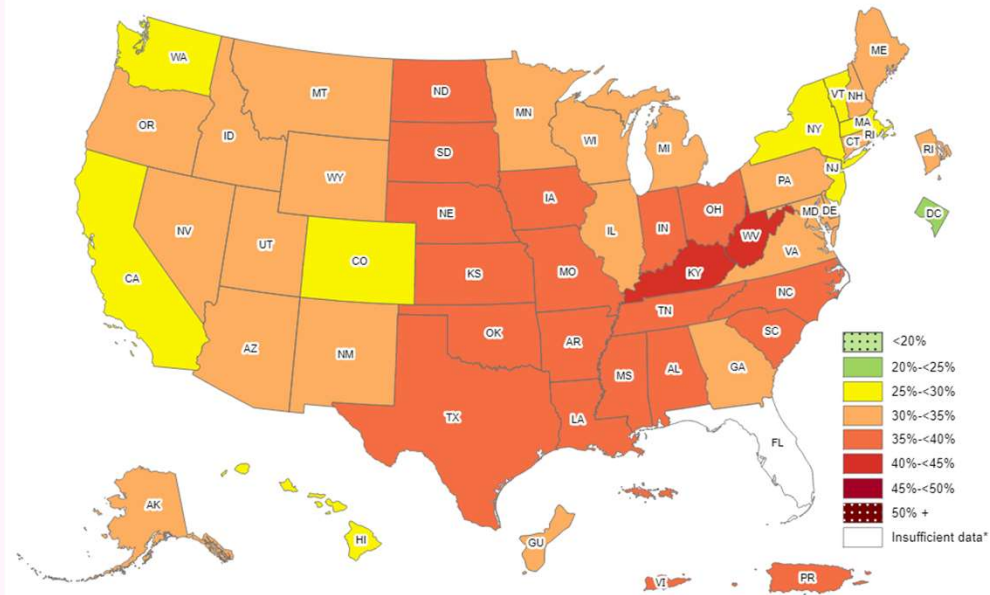 WA
MT
ND
MN
ME
VT
NH
OR
ID
WI
MI
NY
MA
RI
CT
SD
WY
RI
IA
PA
NJ
NE
OH
IN
IL
MD
DE
DC
NV
UT
WV
VA
CO
KS
MO
KY
CA
NC
TN
OK
AR
SC
AZ
NM
MS
AL
GA
TX
LA
FL
AK
HI
GU
VI
PR
<20%
20%-<25%
25%-<30%
30%-<35%
35%-<40%
40%-<45%
45%-<50%
50% +
Insufficient data*